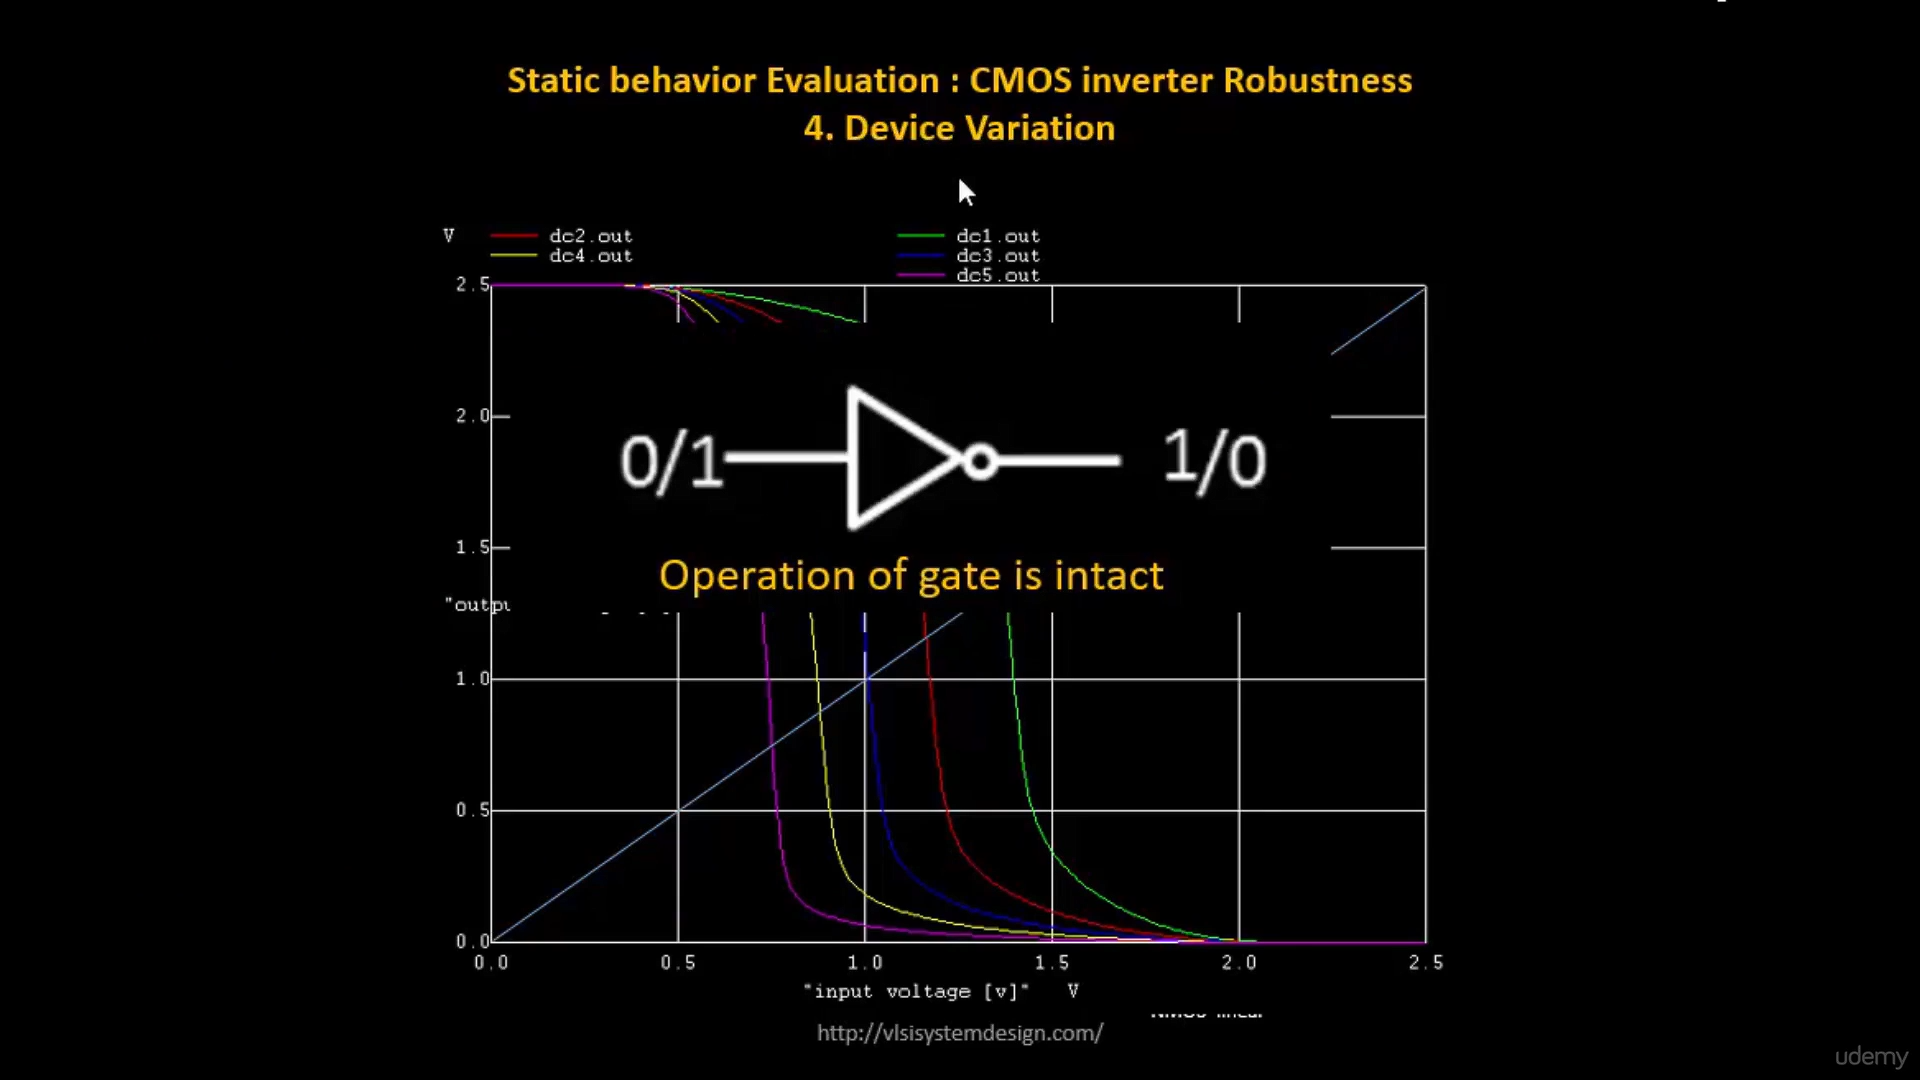 Static behavior Evaluation : CMOS inverter Robustness
4. Device Variation
V
dc2.out
dc1.out
dc4.out
dc3.out
dc5.out
2.5
2.0
0/1
1/0
1.5
Operation of gate is intact
1.0
0.5
0.0
0.0 0.5 1.0 1.5 2.0 2.5
"input voltage [v]" V
http://vlsisystemdesign.com/
udemy